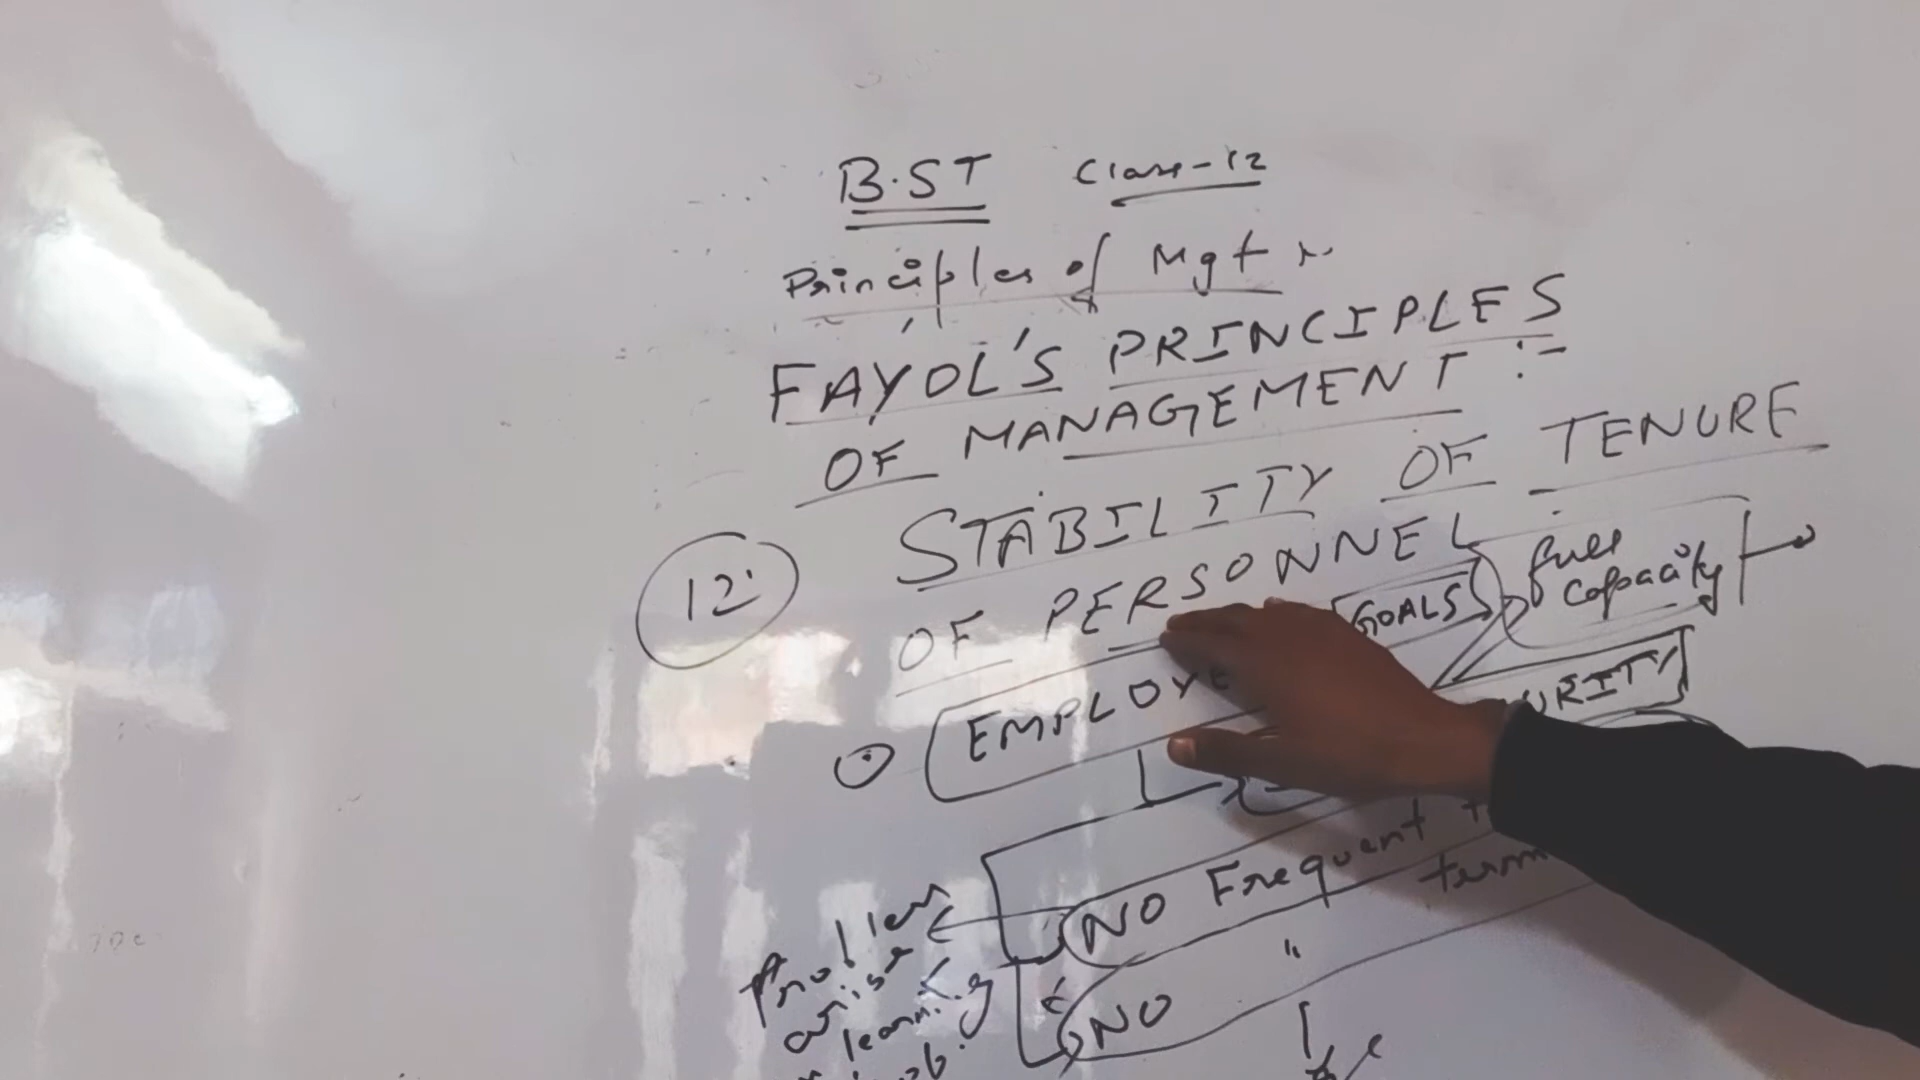 B.ST Class-12
Principles of Mgt
FAYOL'S PRINCIPLES
OF MANAGEMENT :-
12. STABILITY OF TENURE
OF PERSONNEL
GOALS
full
capacity
EMPLOYE
URITY
NO Frequent
term
NO "
problem
arise
learning